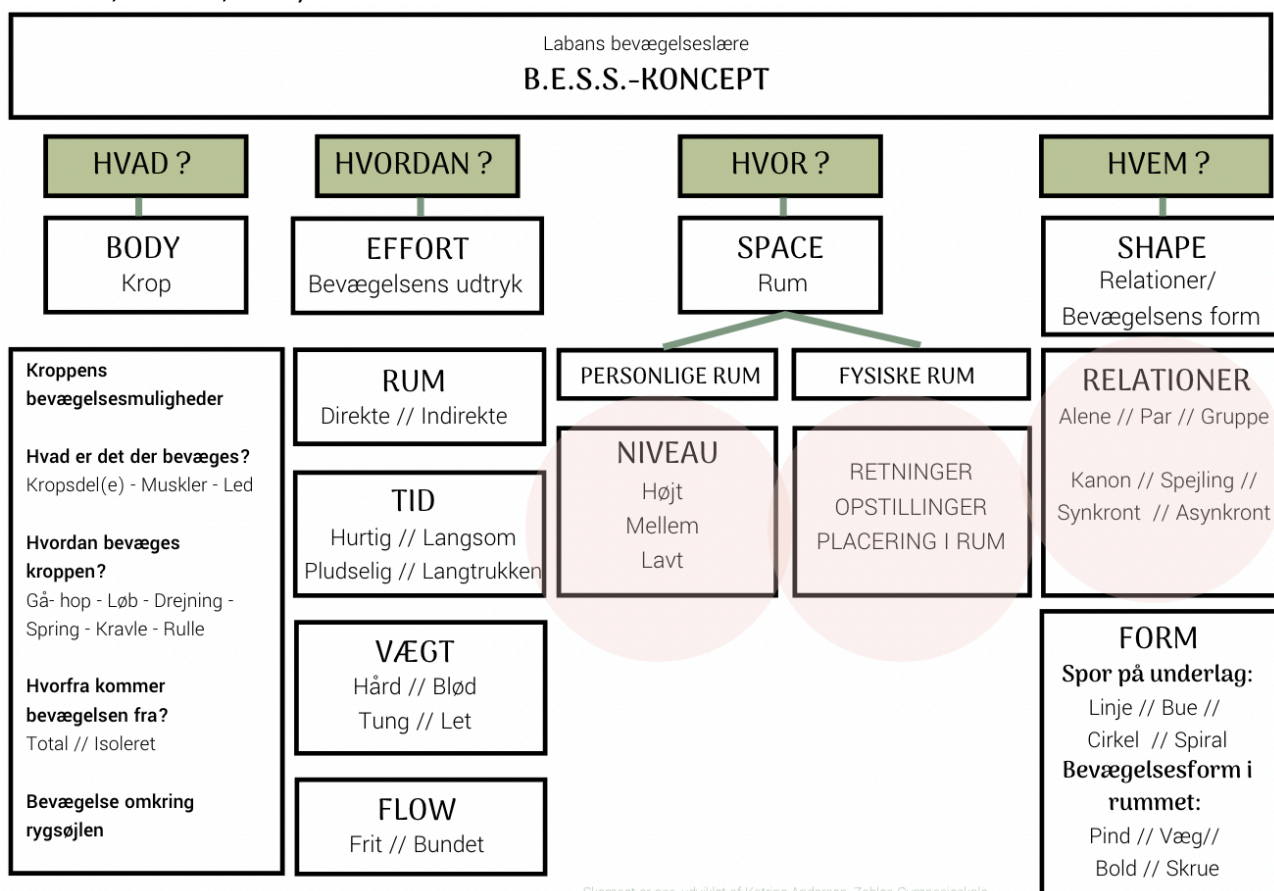 Labans bevægelseslære
B.E.S.S.-KONCEPT
HVAD ?
BODY
Krop
Kroppens
bevægelsesmuligheder
Hvad er det der bevæges?
Kropsdel(e) - Muskler - Led
Hvordan bevæges
kroppen?
Gå- hop - Løb - Drejning -
Spring - Kravle - Rulle
Hvorfra kommer
bevægelsen fra?
Total // Isoleret
Bevægelse omkring
rygsøjlen
HVORDAN ?
EFFORT
Bevægelsens udtryk
RUM
Direkte // Indirekte
TID
Hurtig // Langsom
Pludselig // Langtrukken
VÆGT
Hård // Blød
Tung // Let
FLOW
Frit // Bundet
HVOR ?
SPACE
Rum
PERSONLIGE RUM
NIVEAU
Højt
Mellem
Lavt
FYSISKE RUM
RETNINGER
OPSTILLINGER
PLACERING I RUM
HVEM ?
SHAPE
Relationer/
Bevægelsens form
RELATIONER
Alene // Par // Gruppe
Kanon // Spejling //
Synkront // Asynkront
FORM
Spor på underlag:
Linje // Bue //
Cirkel // Spiral
Bevægelsesform i
rummet:
Pind // Væg//
Bold // Skrue